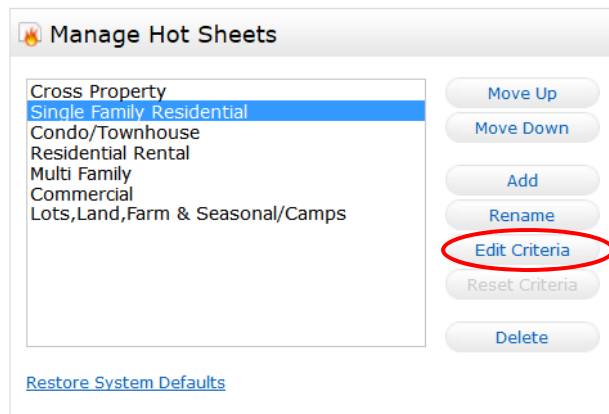 Manage Hot Sheets
Cross Property
Single Family Residential
Condo/Townhouse
Residential Rental
Multi Family
Commercial
Lots,Land,Farm & Seasonal/Camps
Move Up
Move Down
Add
Rename
Edit Criteria
Reset Criteria
Delete
Restore System Defaults